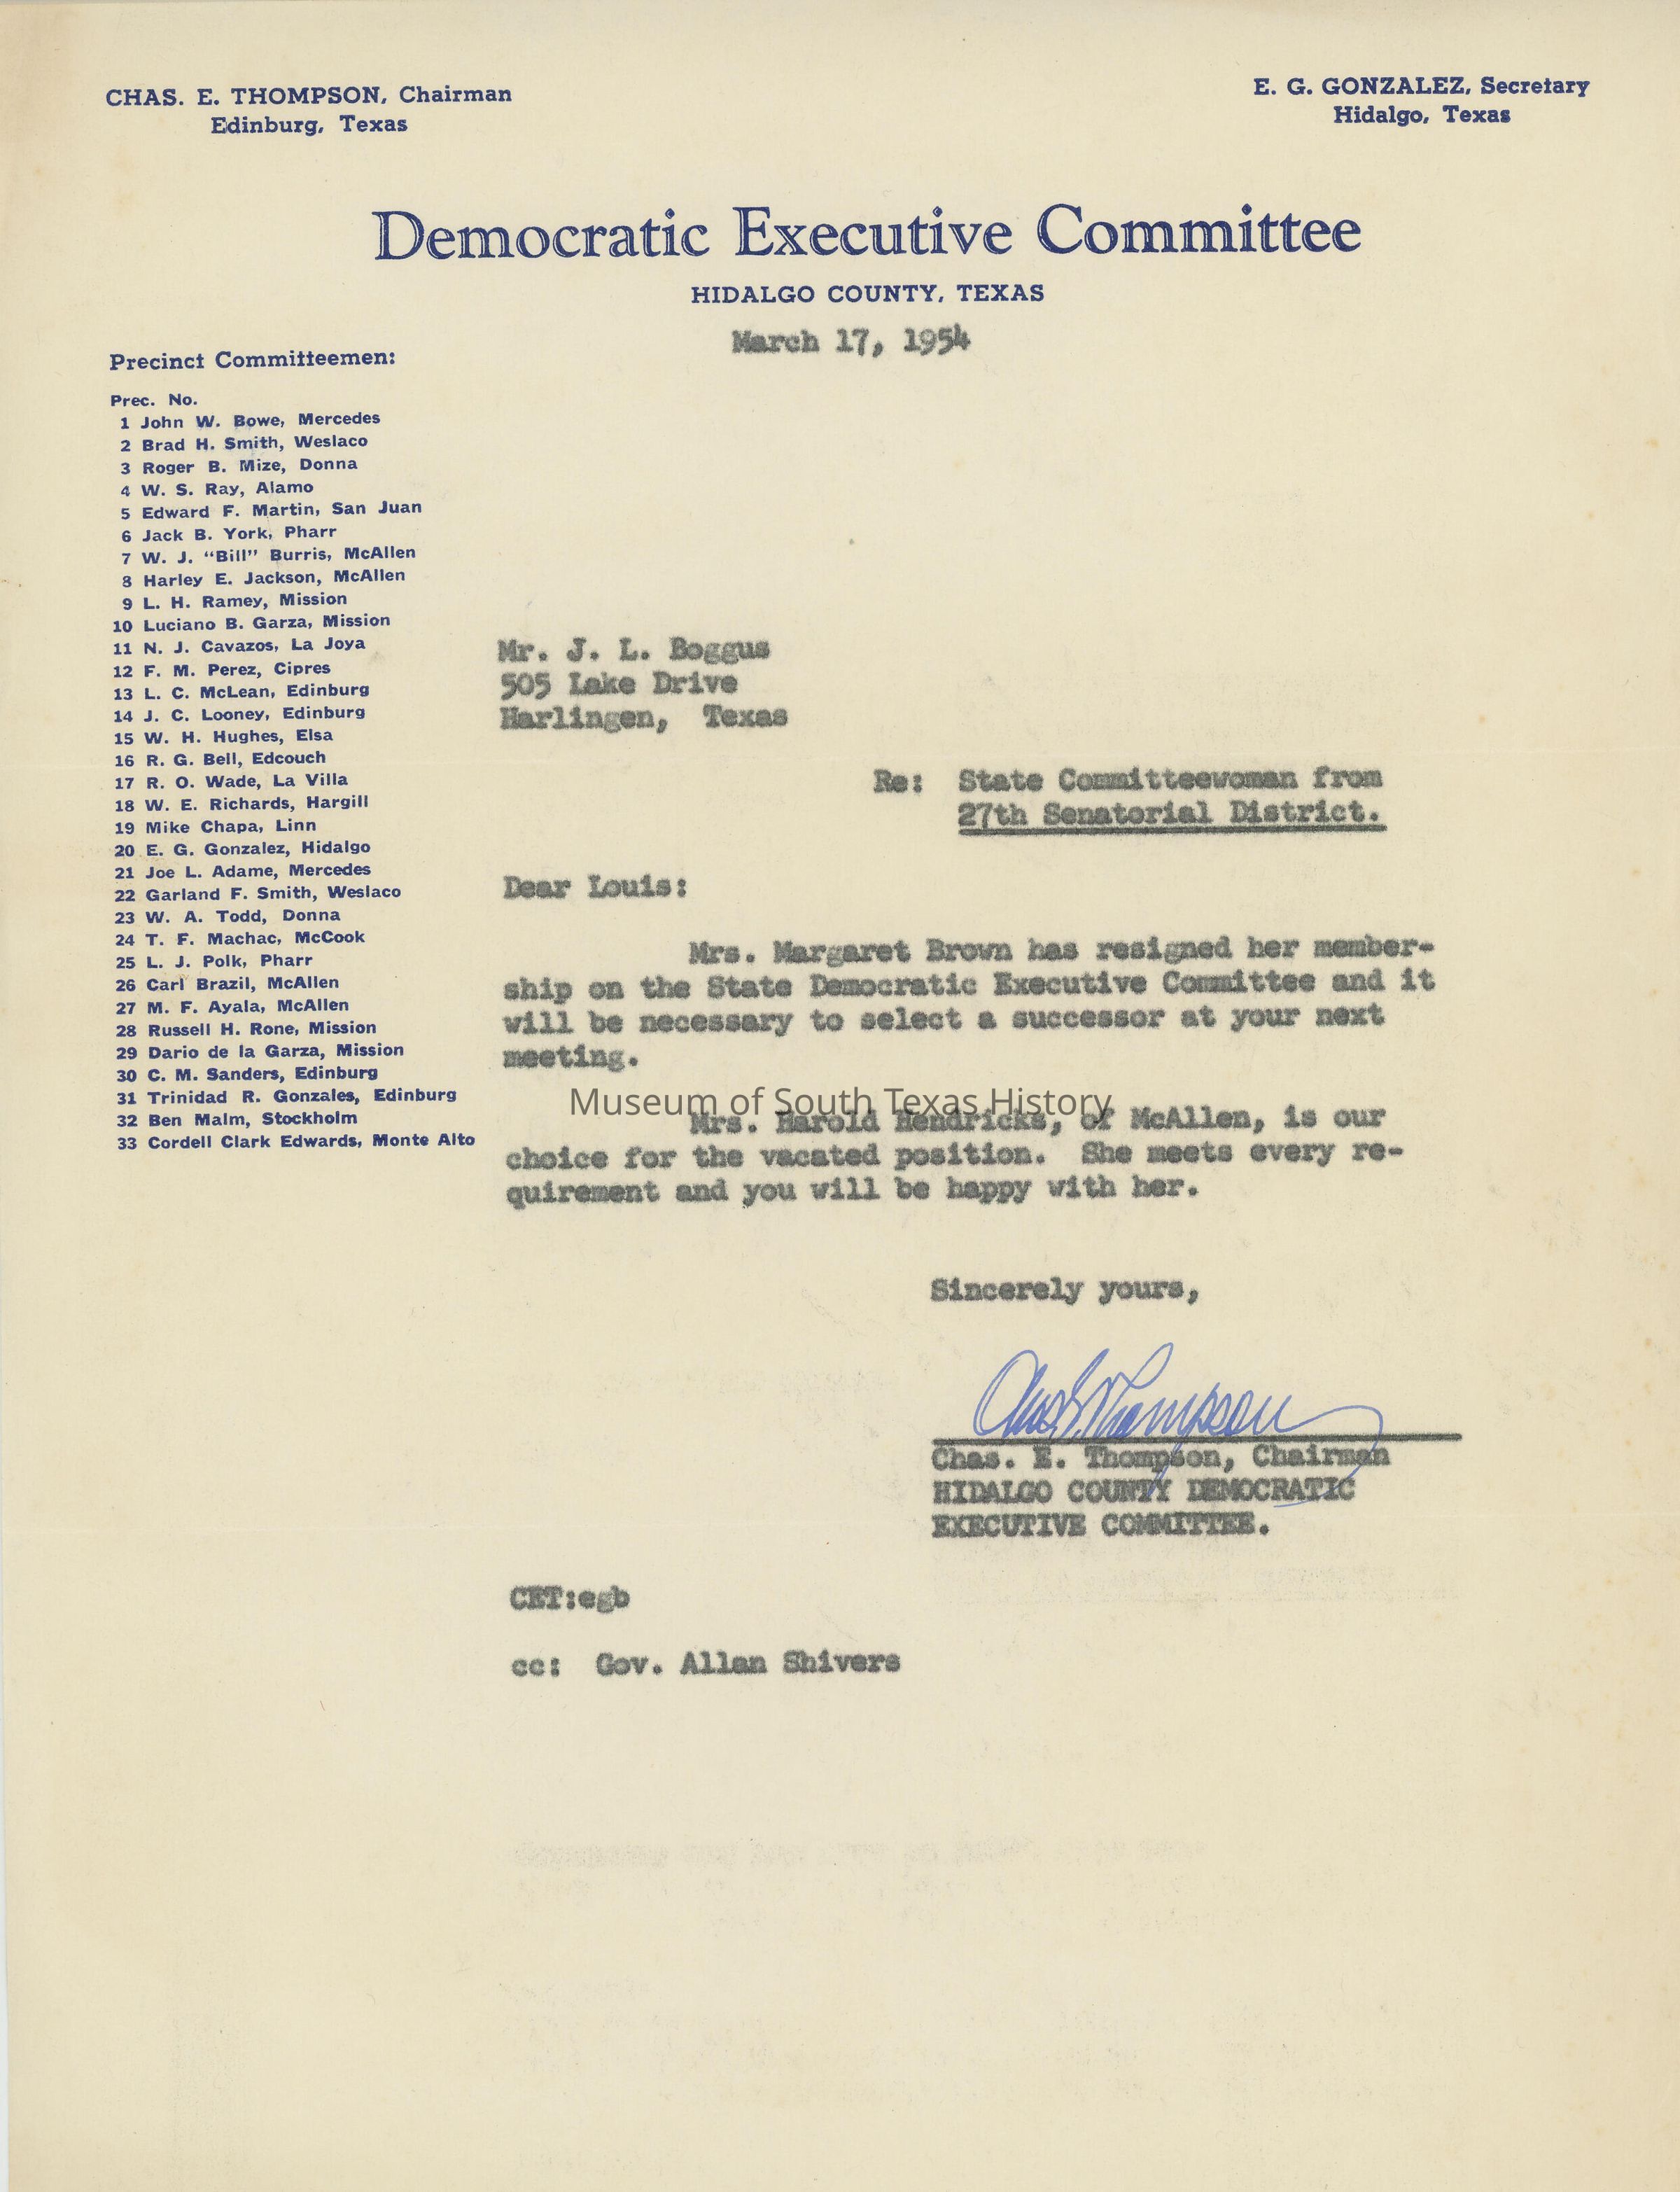 CHAS. E. THOMPSON, Chairman
Edinburg, Texas
E. G. GONZALEZ, Secretary
Hidalgo, Texas
Democratic Executive Committee
HIDALGO COUNTY, TEXAS
March 17, 1954
Precinct Committeemen:
Prec. No.
1 John W. Bowe, Mercedes
2 Brad H. Smith, Weslaco
3 Roger B. Mize, Donna
4 W. S. Ray, Alamo
5 Edward F. Martin, San Juan
6 Jack B. York, Pharr
7 W. J. “Bill” Burris, McAllen
8 Harley E. Jackson, McAllen
9 L. H. Ramey, Mission
10 Luciano B. Garza, Mission
11 N. J. Cavazos, La Joya
12 F. M. Perez, Cipres
13 L. C. McLean, Edinburg
14 J. C. Looney, Edinburg
15 W. H. Hughes, Elsa
16 R. G. Bell, Edcouch
17 R. O. Wade, La Villa
18 W. E. Richards, Hargill
19 Mike Chapa, Linn
20 E. G. Gonzalez, Hidalgo
21 Joe L. Adame, Mercedes
22 Garland F. Smith, Weslaco
23 W. A. Todd, Donna
24 T. F. Machac, McCook
25 L. J. Polk, Pharr
26 Carl Brazil, McAllen
27 M. F. Ayala, McAllen
28 Russell H. Rone, Mission
29 Dario de la Garza, Mission
30 C. M. Sanders, Edinburg
31 Trinidad R. Gonzales, Edinburg
32 Ben Malm, Stockholm
33 Cordell Clark Edwards, Monte Alto
Mr. J. L. Boggus
505 Lake Drive
Harlingen, Texas
Re: State Committeewoman from
27th Senatorial District.
Dear Louis:
Mrs. Margaret Brown has resigned her member-
ship on the State Democratic Executive Committee and it
will be necessary to select a successor at your next
meeting.
Museum of South Texas History
Mrs. Harold Hendricks, of McAllen, is our
choice for the vacated position. She meets every re-
quirement and you will be happy with her.
Sincerely yours,
Chas E. Thompson
Chas. E. Thompson, Chairman
HIDALGO COUNTY DEMOCRATIC
EXECUTIVE COMMITTEE.
CET:egb
cc: Gov. Allan Shivers